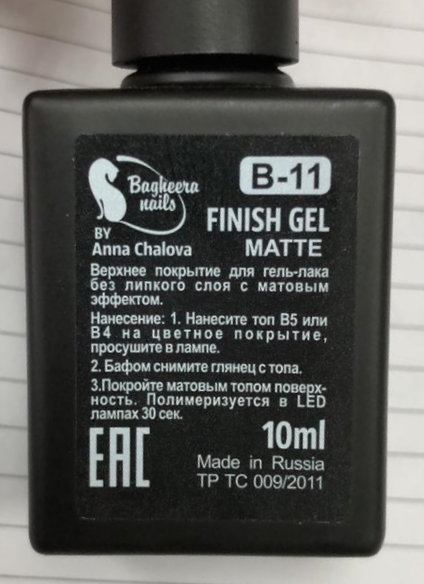 Bagheera
nails
B-11
BY
Anna Chalova
FINISH GEL
MATTE
Верхнее покрытие для гель-лака
без липкого слоя с матовым
эффектом.
Нанесение: 1. Нанесите топ B5 или
B4 на цветное покрытие,
просушите в лампе.
2. Бафом снимите глянец с топа.
3.Покройте матовым топом поверх-
ность. Полимеризуется в LED
лампах 30 сек.
EAC
10ml
Made in Russia
ТР ТС 009/2011